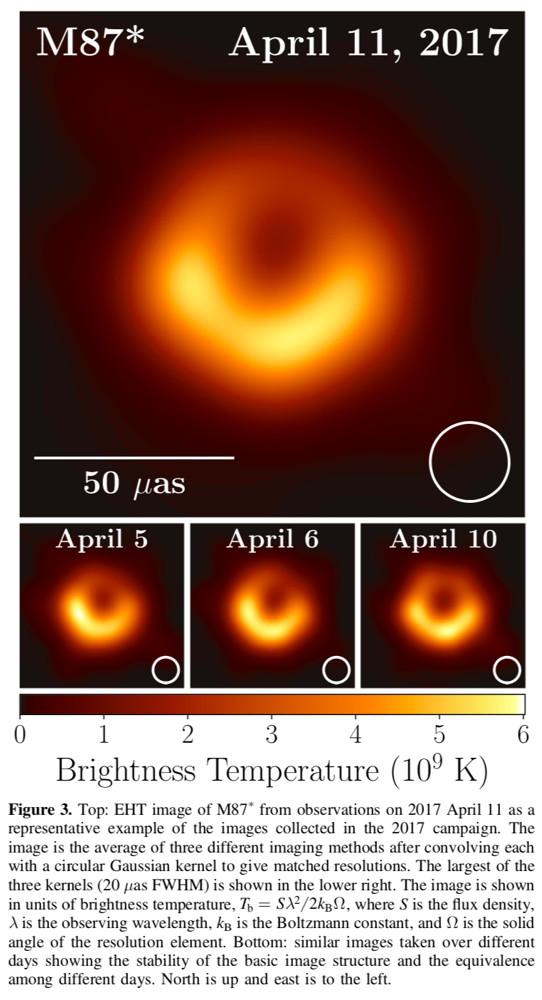 M87* April 11, 2017
50 μas
April 5 April 6 April 10
0 1 2 3 4 5 6
Brightness Temperature (10⁹ K)
Figure 3. Top: EHT image of M87* from observations on 2017 April 11 as a
representative example of the images collected in the 2017 campaign. The
image is the average of three different imaging methods after convolving each
with a circular Gaussian kernel to give matched resolutions. The largest of the
three kernels (20 μas FWHM) is shown in the lower right. The image is shown
in units of brightness temperature, T_b = Sλ²/2k_BΩ, where S is the flux density,
λ is the observing wavelength, k_B is the Boltzmann constant, and Ω is the solid
angle of the resolution element. Bottom: similar images taken over different
days showing the stability of the basic image structure and the equivalence
among different days. North is up and east is to the left.